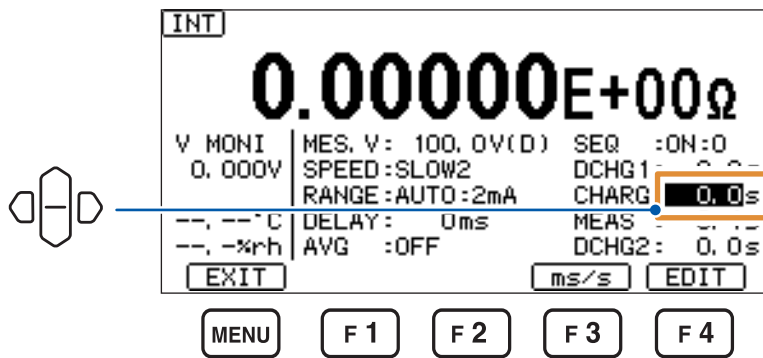 INT
0.00000E+00Ω
V MONI MES.V: 100.0V(D) SEQ :ON:0
0.000V SPEED:SLOW2 DCHG1
RANGE:AUTO:2mA CHARG 0.0s
--.--°C DELAY: 0ms MEAS
--.-%rh AVG :OFF DCHG2: 0.0s
EXIT ms/s EDIT
MENU F1 F2 F3 F4